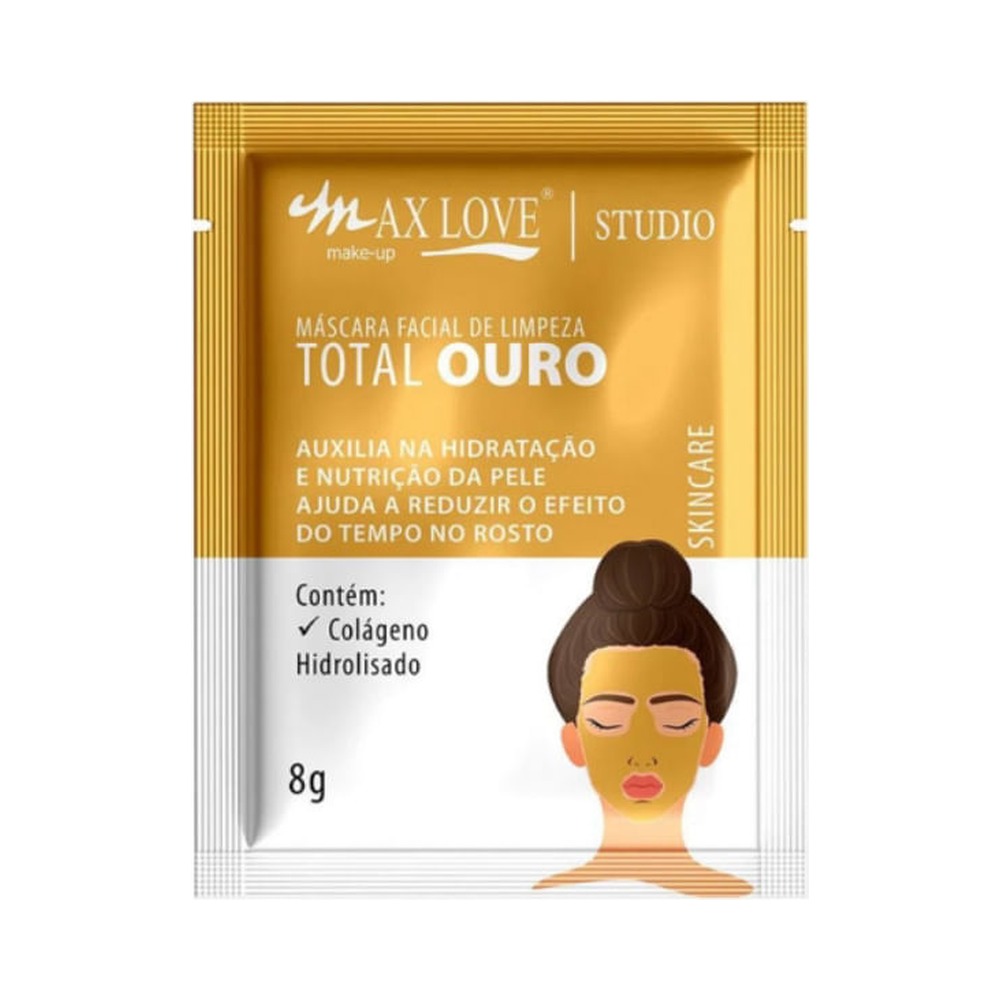 MAX LOVE® | STUDIO
make-up
MÁSCARA FACIAL DE LIMPEZA
TOTAL OURO
AUXILIA NA HIDRATAÇÃO
E NUTRIÇÃO DA PELE
AJUDA A REDUZIR O EFEITO
DO TEMPO NO ROSTO
SKINCARE
Contém:
✓ Colágeno
Hidrolisado
8g